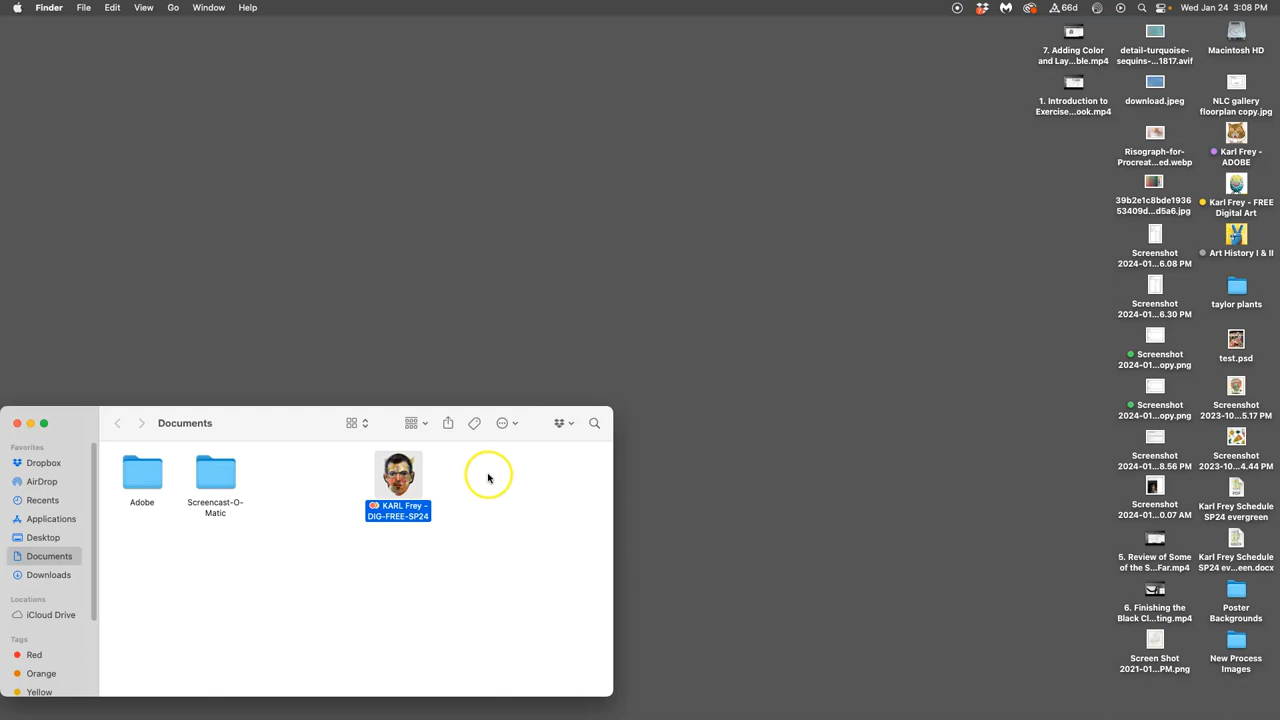 Finder File Edit View Go Window Help
66d
Wed Jan 24 3:08 PM
7. Adding Color
and Lay...ble.mp4
detail-turquoise-
sequins-...1817.avif
Macintosh HD
1. Introduction to
Exercise...ook.mp4
download.jpeg
NLC gallery
floorplan copy.jpg
Risograph-for-
Procreat...ed.webp
Karl Frey -
ADOBE
39b2e1c8bde1936
53409d...d5a6.jpg
Karl Frey - FREE
Digital Art
Screenshot
2024-01...6.08 PM
Art History I & II
Screenshot
2024-01...6.30 PM
taylor plants
Screenshot
2024-01...opy.png
test.psd
Screenshot
2024-01...opy.png
Screenshot
2023-10...5.17 PM
Screenshot
2024-01...8.56 PM
Screenshot
2023-10...4.44 PM
Screenshot
2024-01...0.07 AM
PDF
Karl Frey Schedule
SP24 evergreen
5. Review of Some
of the S...Far.mp4
Karl Frey Schedule
SP24 ev...een.docx
6. Finishing the
Black Cl...ting.mp4
Poster
Backgrounds
Screen Shot
2021-01...PM.png
New Process
Images
Documents
Favorites
Dropbox
AirDrop
Recents
Applications
Desktop
Documents
Downloads
Locations
iCloud Drive
Tags
Red
Orange
Yellow
Adobe
Screencast-O-
Matic
KARL Frey -
DIG-FREE-SP24